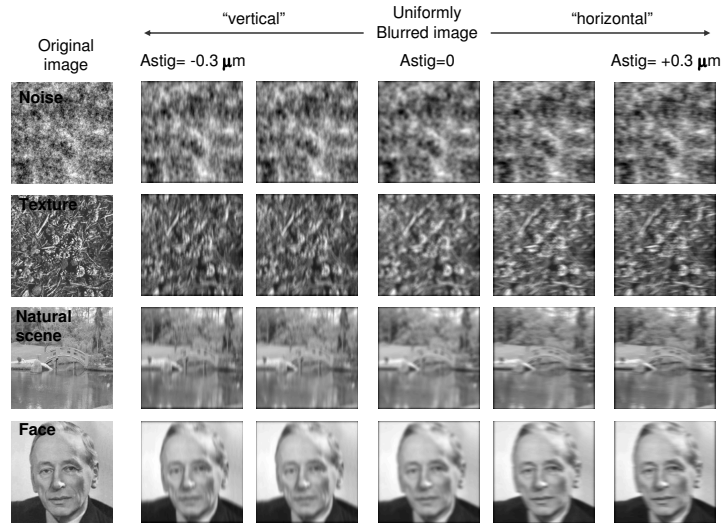 “vertical”
Uniformly
Blurred image
“horizontal”
Original
image
Astig= -0.3 µm
Astig=0
Astig= +0.3 µm
Noise
Texture
Natural
scene
Face